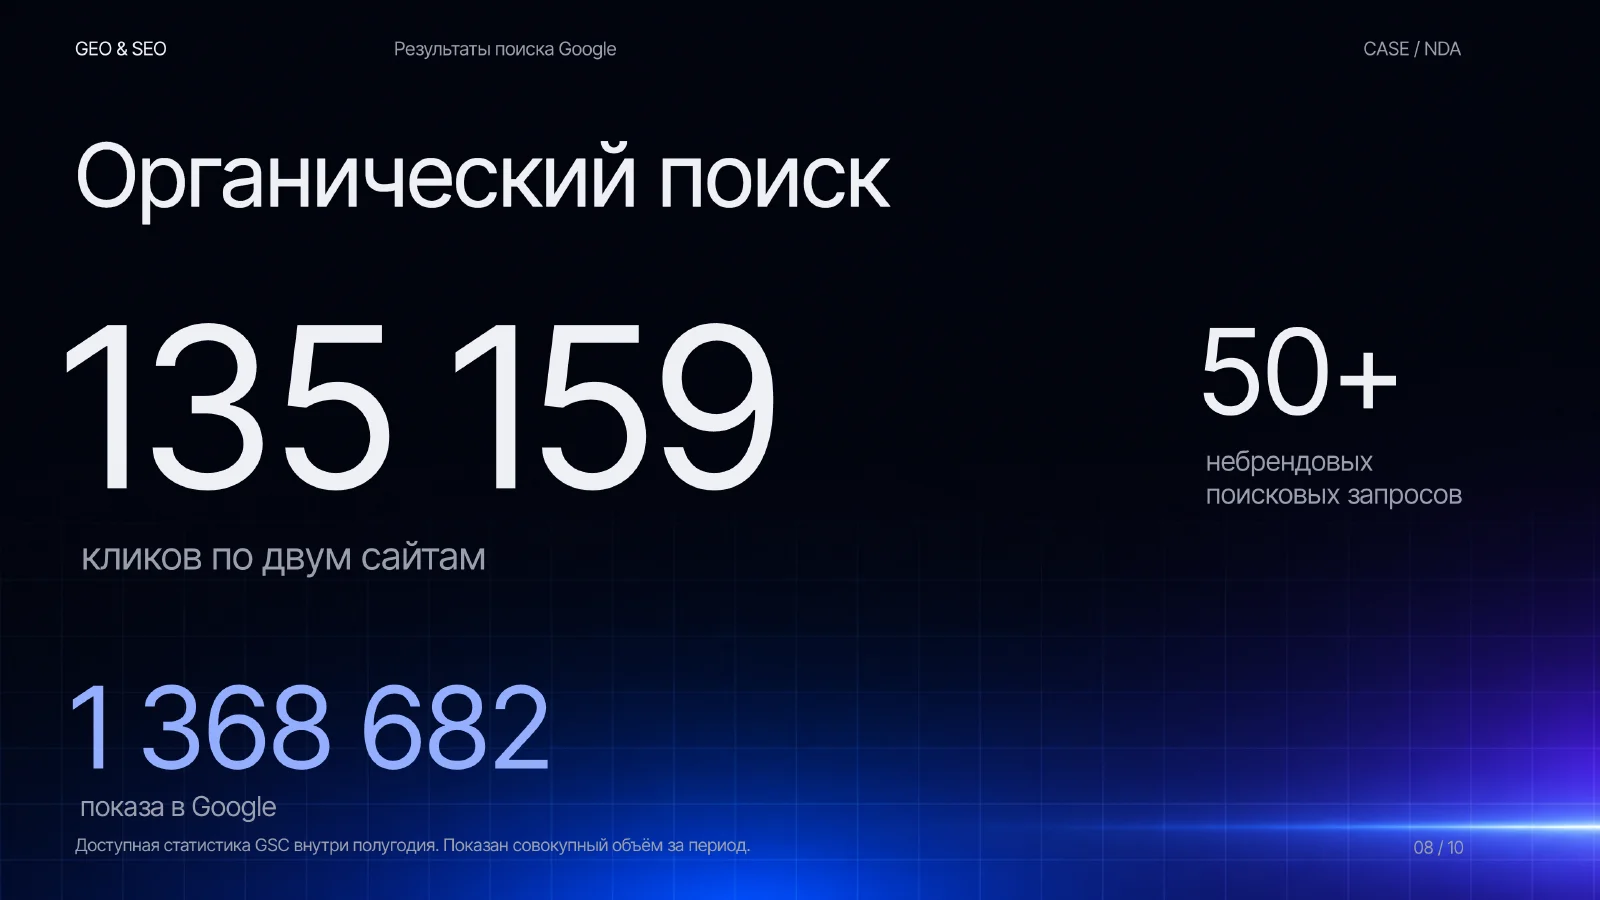 GEO & SEO
Результаты поиска Google
CASE / NDA
Органический поиск
135 159
кликов по двум сайтам
50+
небрендовых
поисковых запросов
1 368 682
показа в Google
Доступная статистика GSC внутри полугодия. Показан совокупный объём за период.
08 / 10